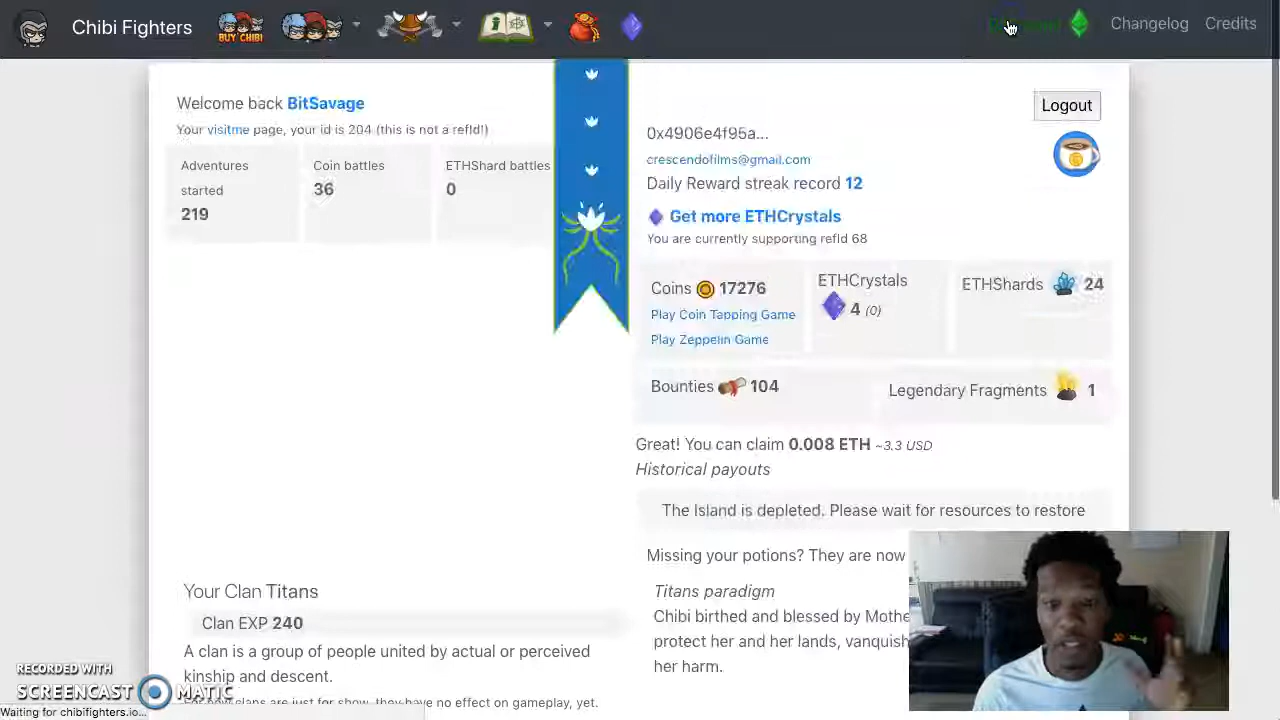 Chibi Fighters
BUY CHIBI
Changelog
Credits
Welcome back BitSavage
Your visitme page, your id is 204 (this is not a refId!)
Adventures started
219
Coin battles
36
ETHShard battles
0
Logout
0x4906e4f95a...
crescendofilms@gmail.com
Daily Reward streak record 12
Get more ETHCrystals
You are currently supporting refId 68
Coins 17276
Play Coin Tapping Game
Play Zeppelin Game
ETHCrystals
4 (0)
ETHShards 24
Bounties 104
Legendary Fragments 1
Great! You can claim 0.008 ETH ~3.3 USD
Historical payouts
The Island is depleted. Please wait for resources to restore
Missing your potions? They are now
Your Clan Titans
Clan EXP 240
A clan is a group of people united by actual or perceived
kinship and descent.
clans are just for show, they have no effect on gameplay, yet.
Titans paradigm
Chibi birthed and blessed by Mothe
protect her and her lands, vanquish
her harm.
RECORDED WITH
SCREENCAST MATIC
Waiting for chibifighters.io...